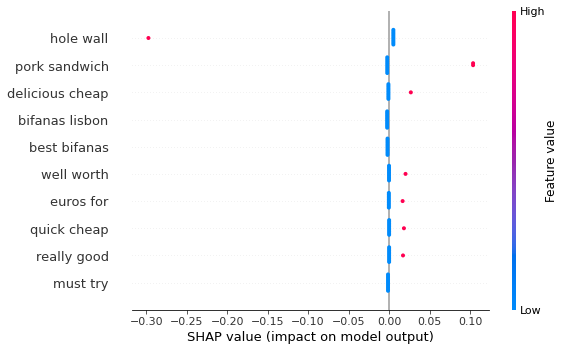 High
hole wall
pork sandwich
delicious cheap
bifanas lisbon
best bifanas
well worth
euros for
quick cheap
really good
must try
Feature value
Low
−0.30 −0.25 −0.20 −0.15 −0.10 −0.05 0.00 0.05 0.10
SHAP value (impact on model output)